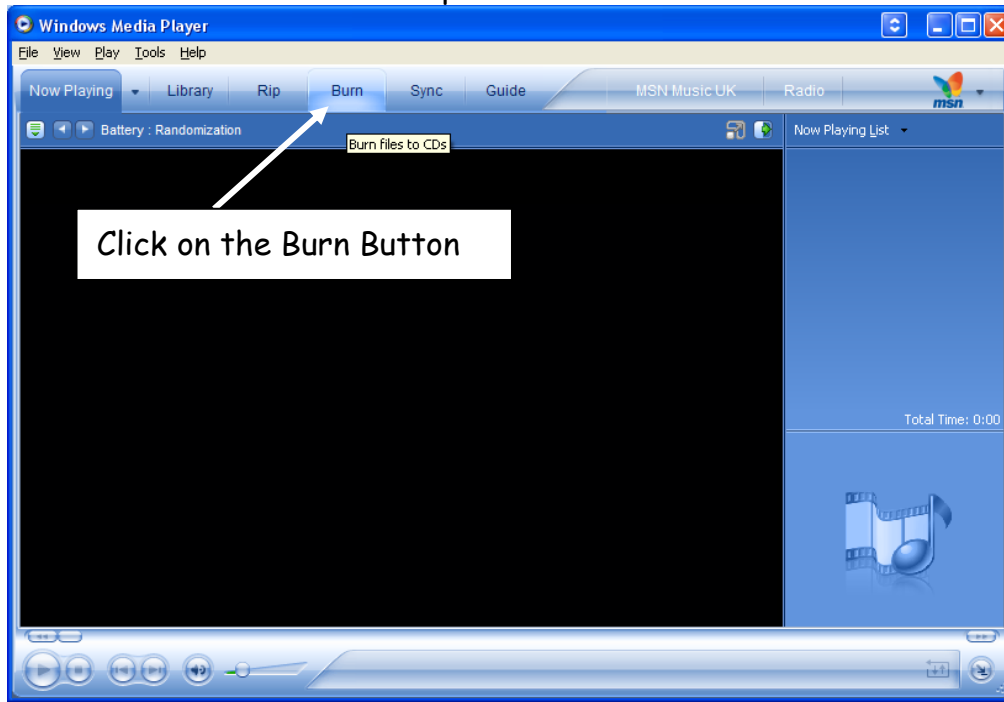 Windows Media Player
File View Play Tools Help
Now Playing Library Rip Burn Sync Guide MSN Music UK Radio msn
Battery : Randomization Now Playing List
Burn files to CDs
Click on the Burn Button
Total Time: 0:00